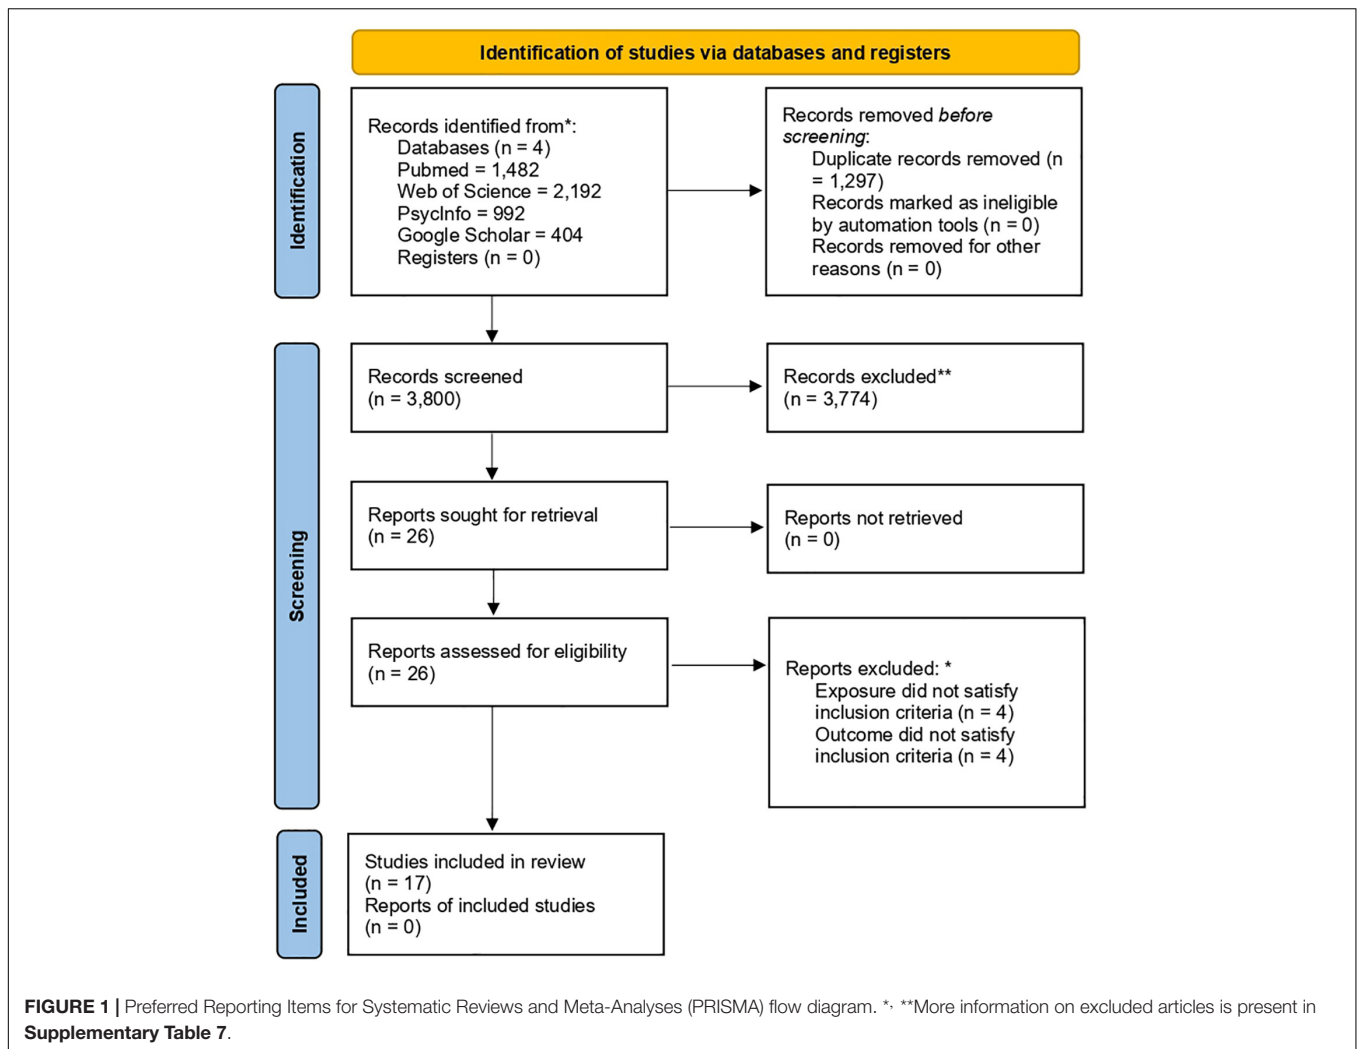 Identification of studies via databases and registers
Identification
Records identified from*:
Databases (n = 4)
Pubmed = 1,482
Web of Science = 2,192
PsycInfo = 992
Google Scholar = 404
Registers (n = 0)
Records removed before
screening:
Duplicate records removed (n
= 1,297)
Records marked as ineligible
by automation tools (n = 0)
Records removed for other
reasons (n = 0)
Screening
Records screened
(n = 3,800)
Records excluded**
(n = 3,774)
Reports sought for retrieval
(n = 26)
Reports not retrieved
(n = 0)
Reports assessed for eligibility
(n = 26)
Reports excluded: *
Exposure did not satisfy
inclusion criteria (n = 4)
Outcome did not satisfy
inclusion criteria (n = 4)
Included
Studies included in review
(n = 17)
Reports of included studies
(n = 0)
FIGURE 1 | Preferred Reporting Items for Systematic Reviews and Meta-Analyses (PRISMA) flow diagram. *, **More information on excluded articles is present in
Supplementary Table 7.